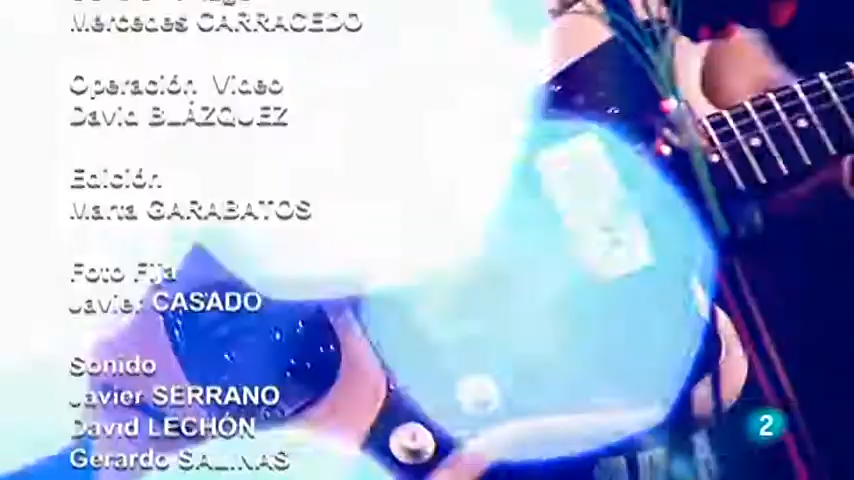 Mercedes CARRACEDO
Operación Video
David BLÁZQUEZ
Edición
Marta GARABATOS
Foto Fija
Javier CASADO
Sonido
Javier SERRANO
David LECHÓN
Gerardo SALINAS
2